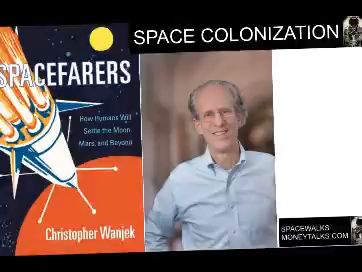 SPACE COLONIZATION
SPACEFARERS
How Humans Will
Settle the Moon,
Mars, and Beyond
Christopher Wanjek
SPACEWALKS
MONEYTALKS.COM